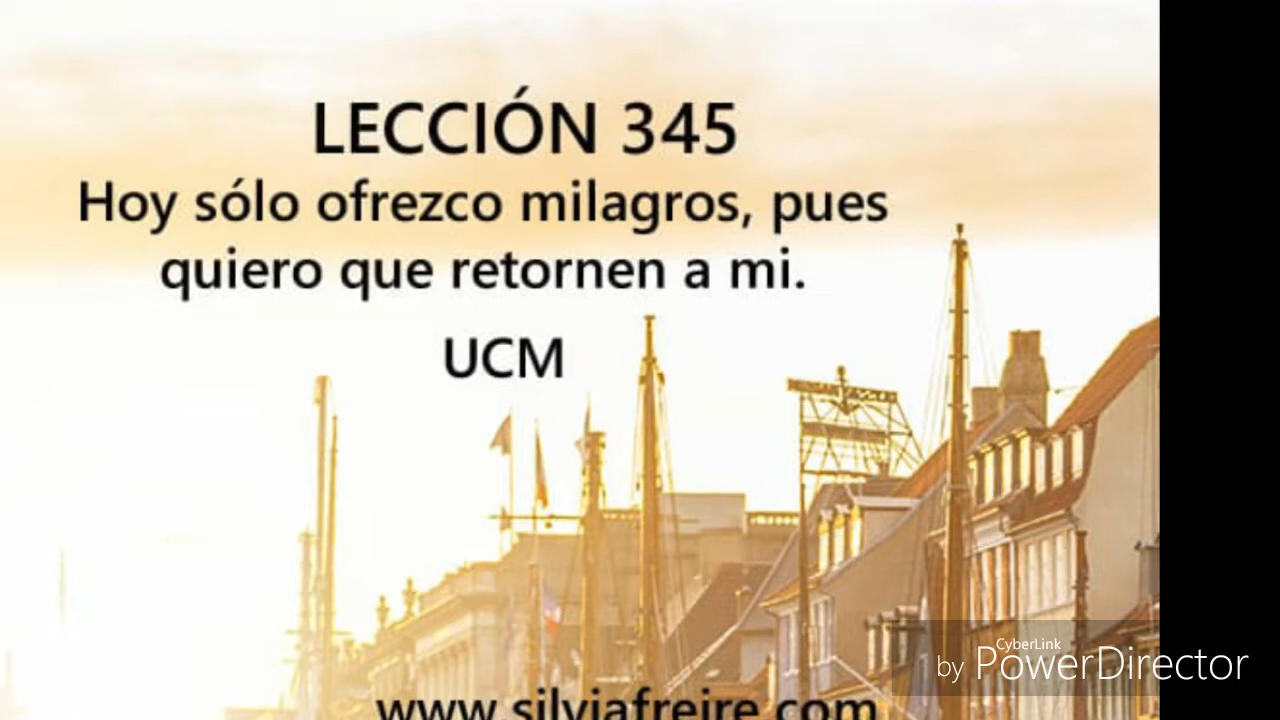 LECCIÓN 345
Hoy sólo ofrezco milagros, pues
quiero que retornen a mi.
UCM
CyberLink
by PowerDirector
www.silviafreire.com